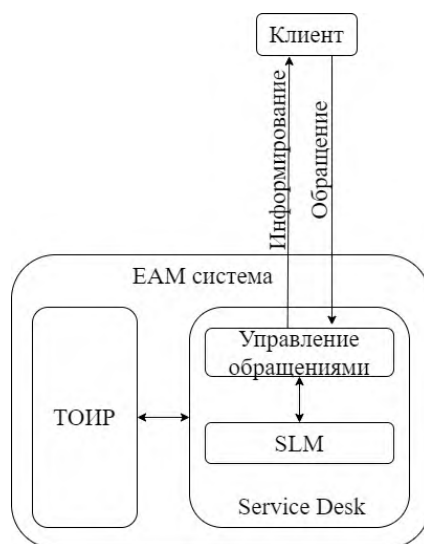 Клиент
Информирование
Обращение
EAM система
Управление
обращениями
ТОИР
SLM
Service Desk